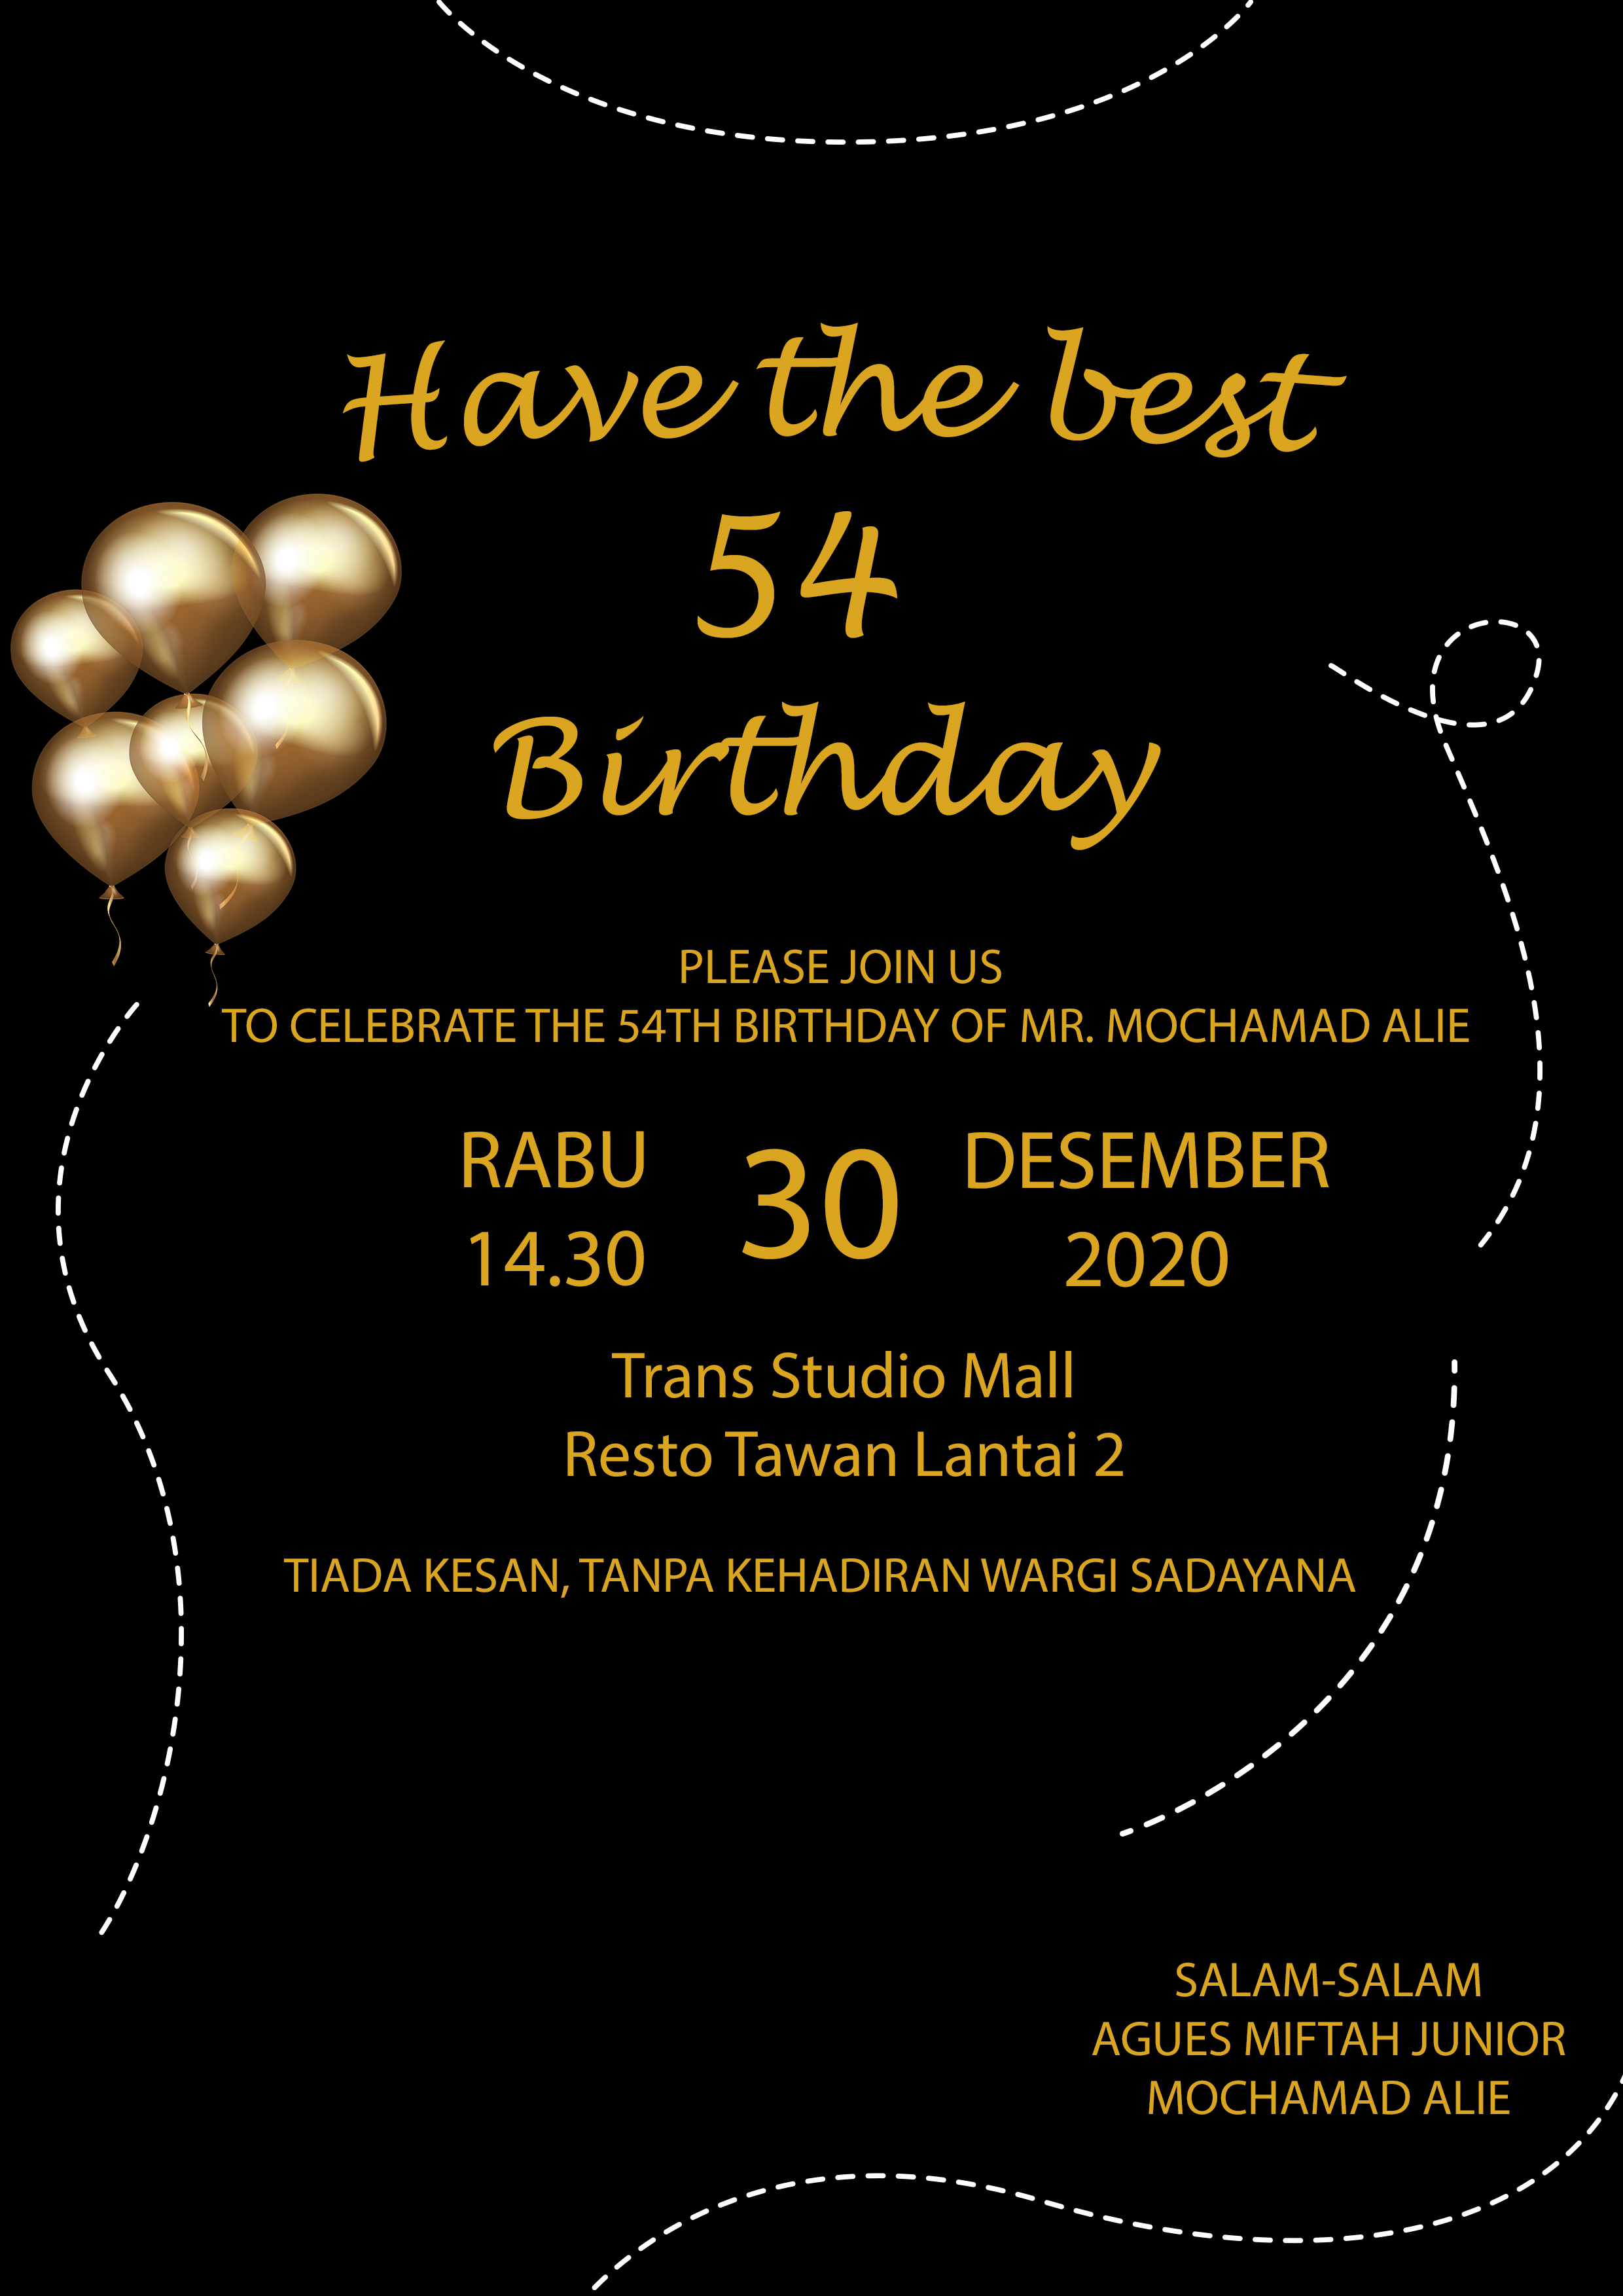 Have the best
54
Birthday
PLEASE JOIN US
TO CELEBRATE THE 54TH BIRTHDAY OF MR. MOCHAMAD ALIE
RABU
14.30
30
DESEMBER
2020
Trans Studio Mall
Resto Tawan Lantai 2
TIADA KESAN, TANPA KEHADIRAN WARGI SADAYANA
SALAM-SALAM
AGUES MIFTAH JUNIOR
MOCHAMAD ALIE